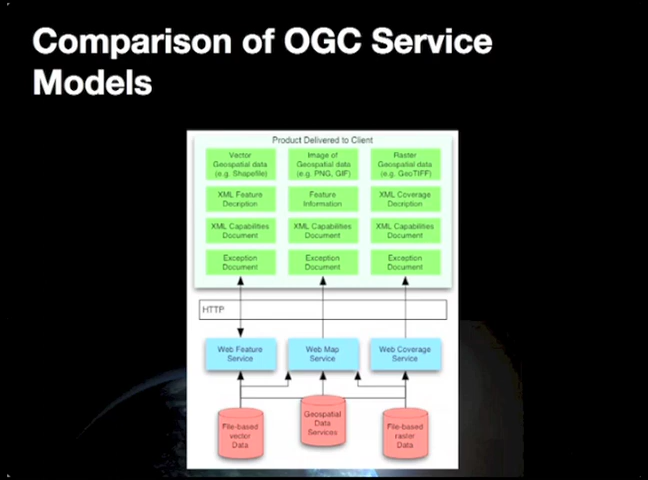 Comparison of OGC Service
Models
Product Delivered to Client
Vector
Geospatial data
(e.g. Shapefile)
Image of
Geospatial data
(e.g. PNG, GIF)
Raster
Geospatial data
(e.g. GeoTIFF)
XML Feature
Decription
Feature
Information
XML Coverage
Decription
XML Capabilities
Document
XML Capabilities
Document
XML Capabilities
Document
Exception
Document
Exception
Document
Exception
Document
HTTP
Web Feature
Service
Web Map
Service
Web Coverage
Service
File-based
vector
Data
Geospatial
Data
Services
File-based
raster
Data